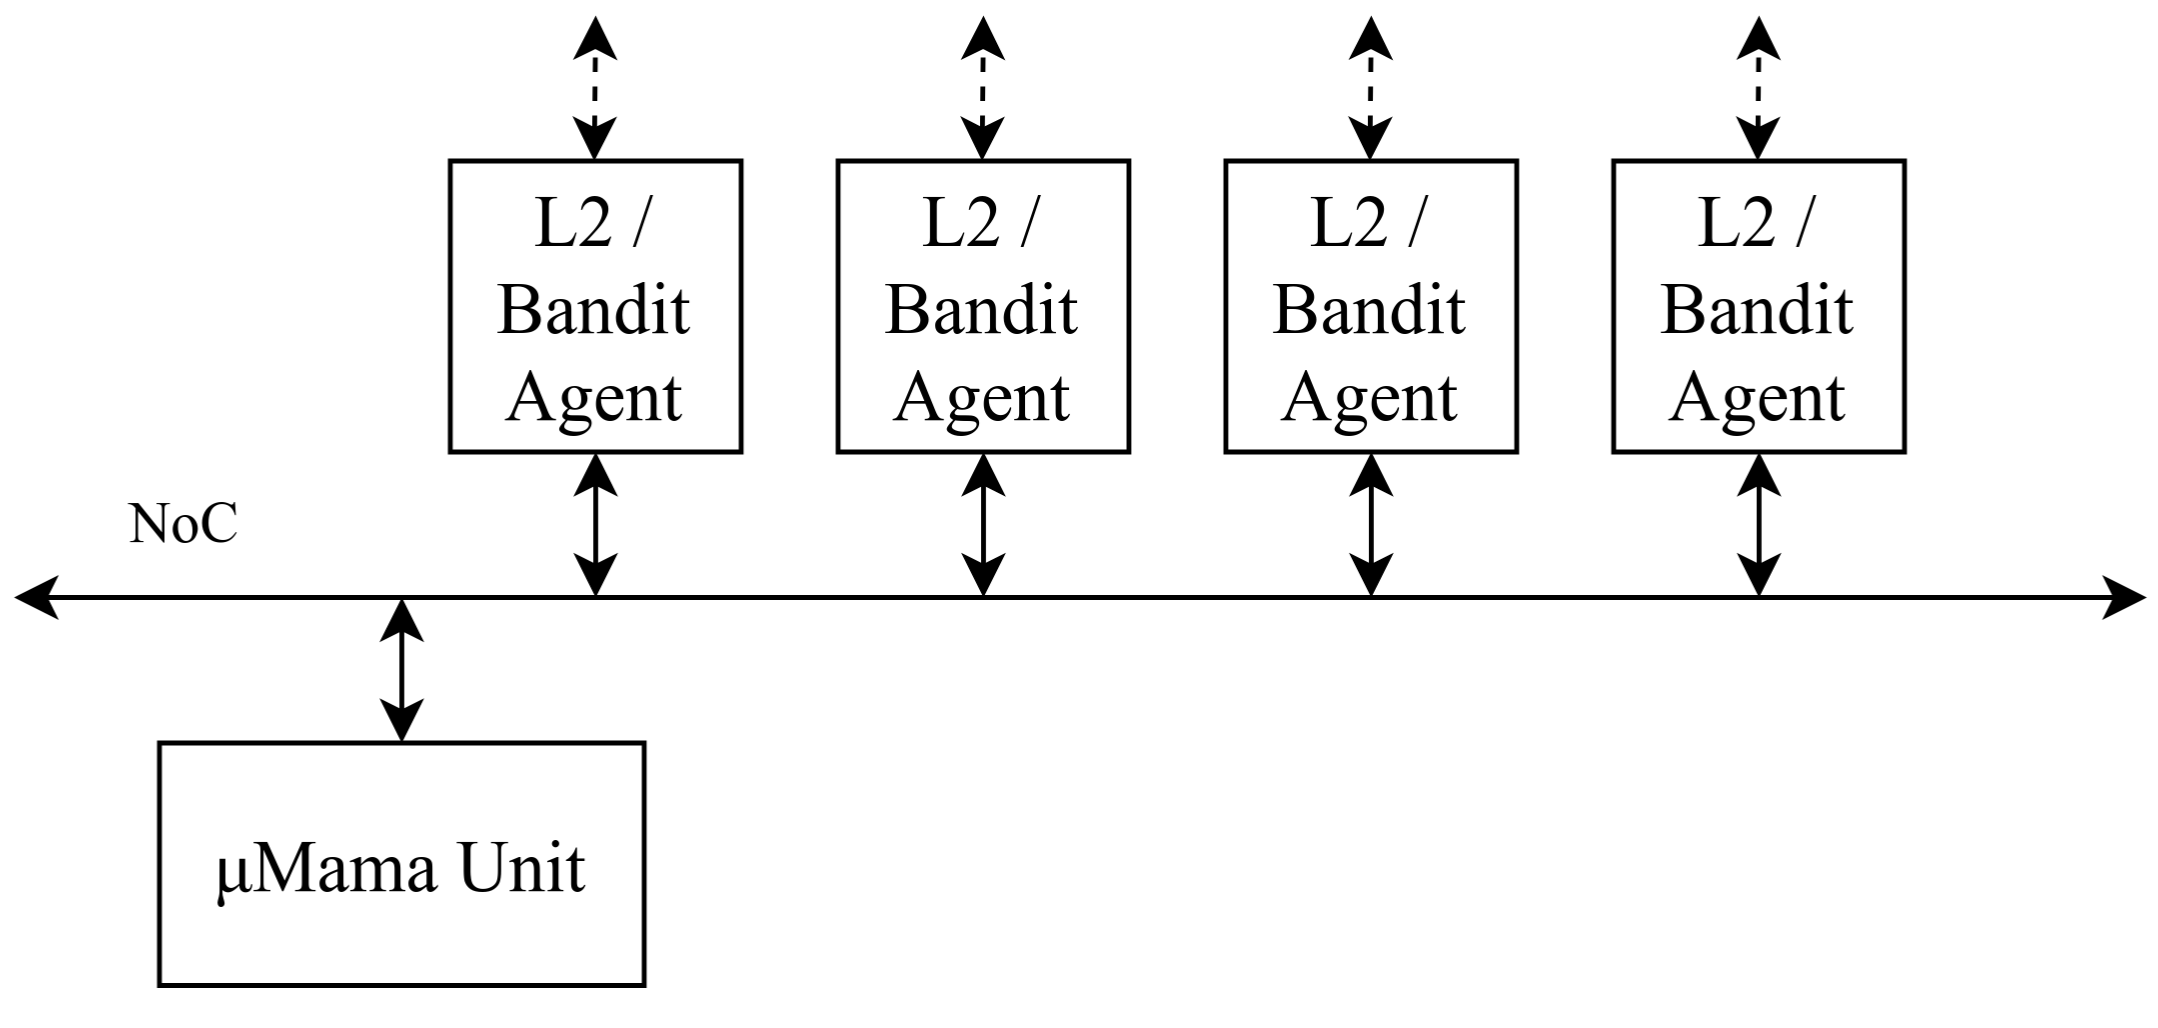 L2 /
Bandit
Agent
L2 /
Bandit
Agent
L2 /
Bandit
Agent
L2 /
Bandit
Agent
NoC
μMama Unit